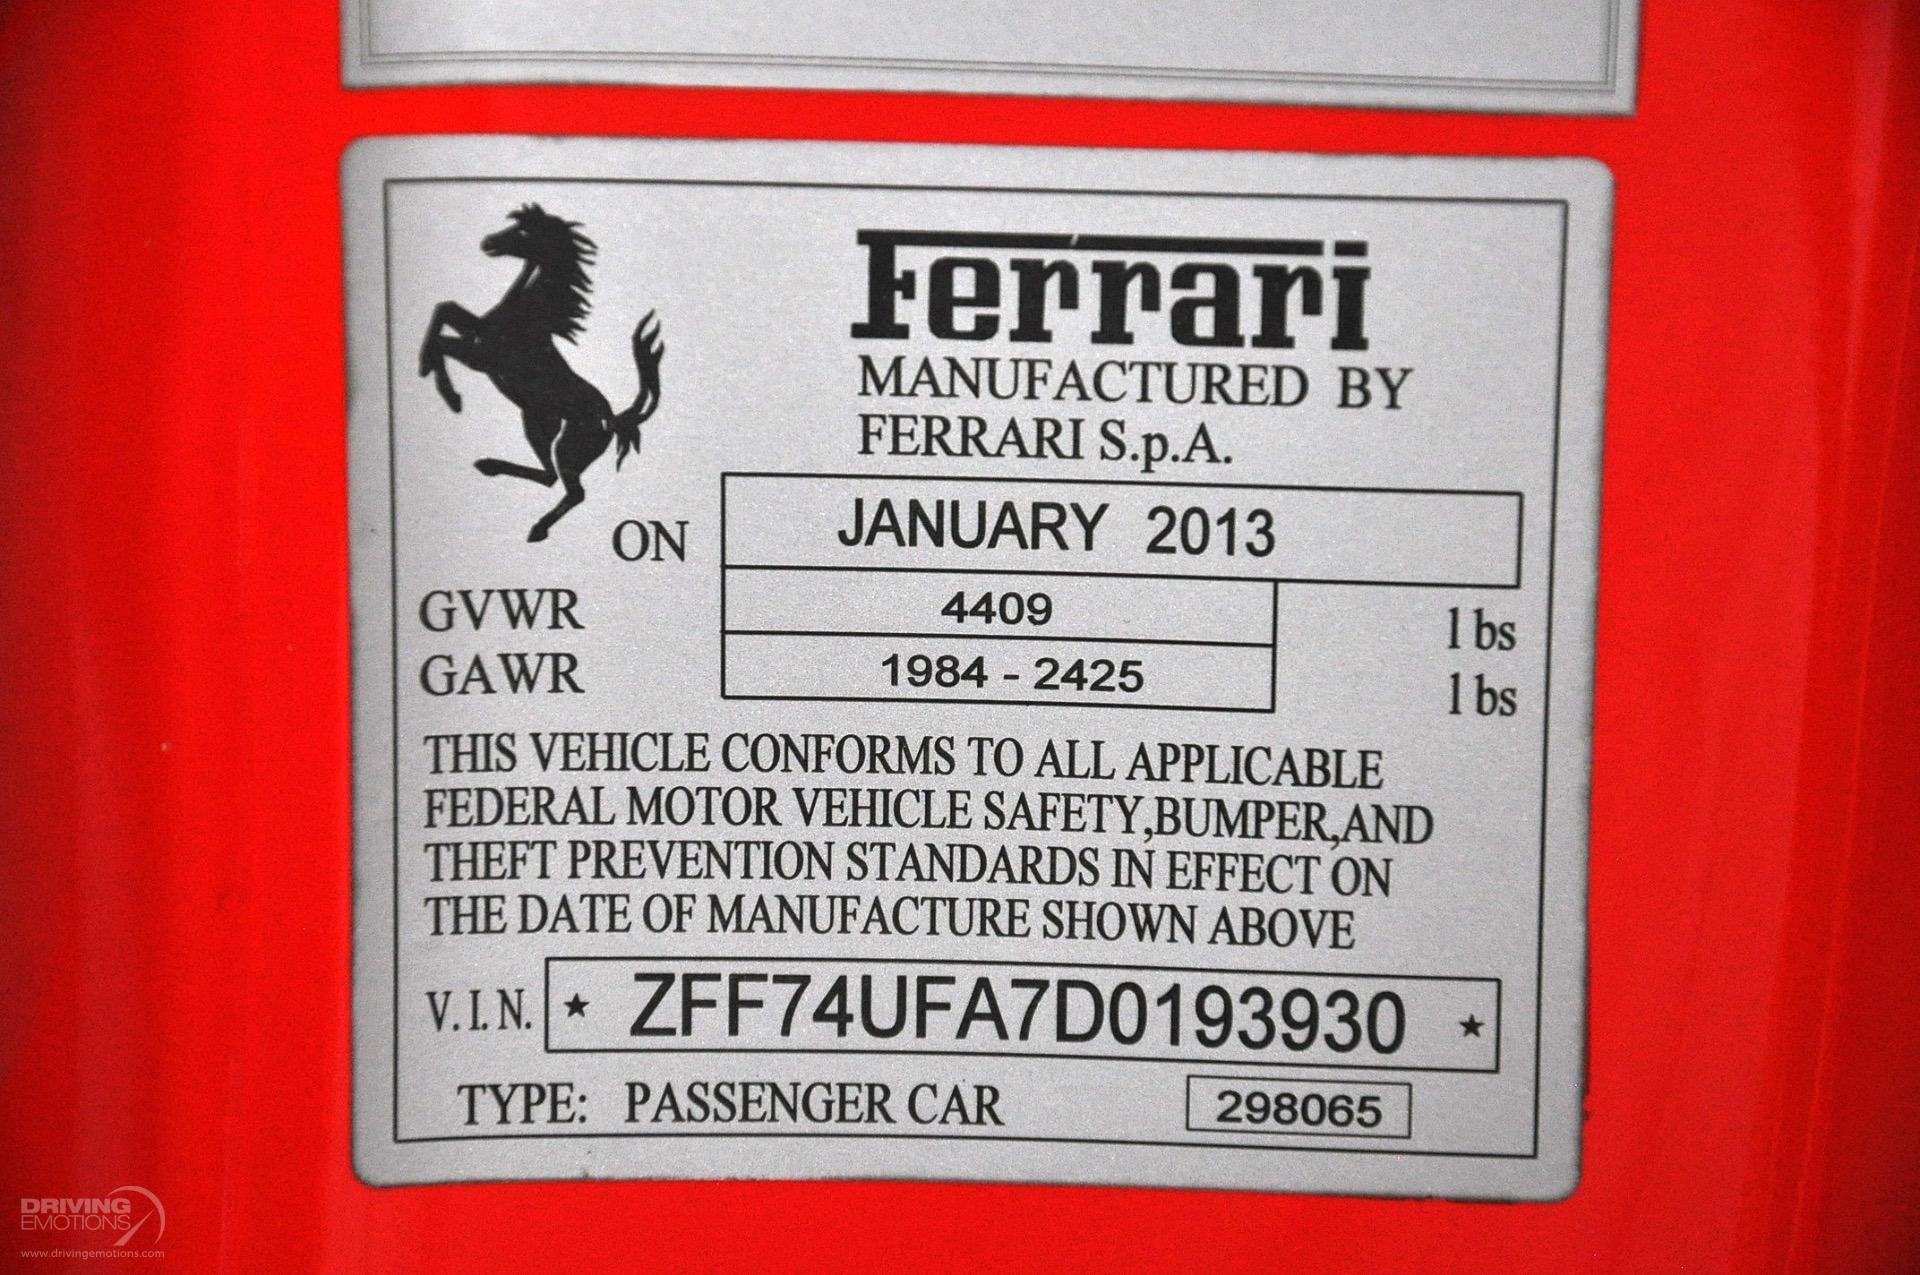 Ferrari
MANUFACTURED BY
FERRARI S.p.A.
ON JANUARY 2013
GVWR 4409 lbs
GAWR 1984 - 2425 lbs
THIS VEHICLE CONFORMS TO ALL APPLICABLE
FEDERAL MOTOR VEHICLE SAFETY,BUMPER,AND
THEFT PREVENTION STANDARDS IN EFFECT ON
THE DATE OF MANUFACTURE SHOWN ABOVE
V.I.N. ★ ZFF74UFA7D0193930 ★
TYPE: PASSENGER CAR 298065
DRIVING
EMOTIONS
www.drivingemotions.com